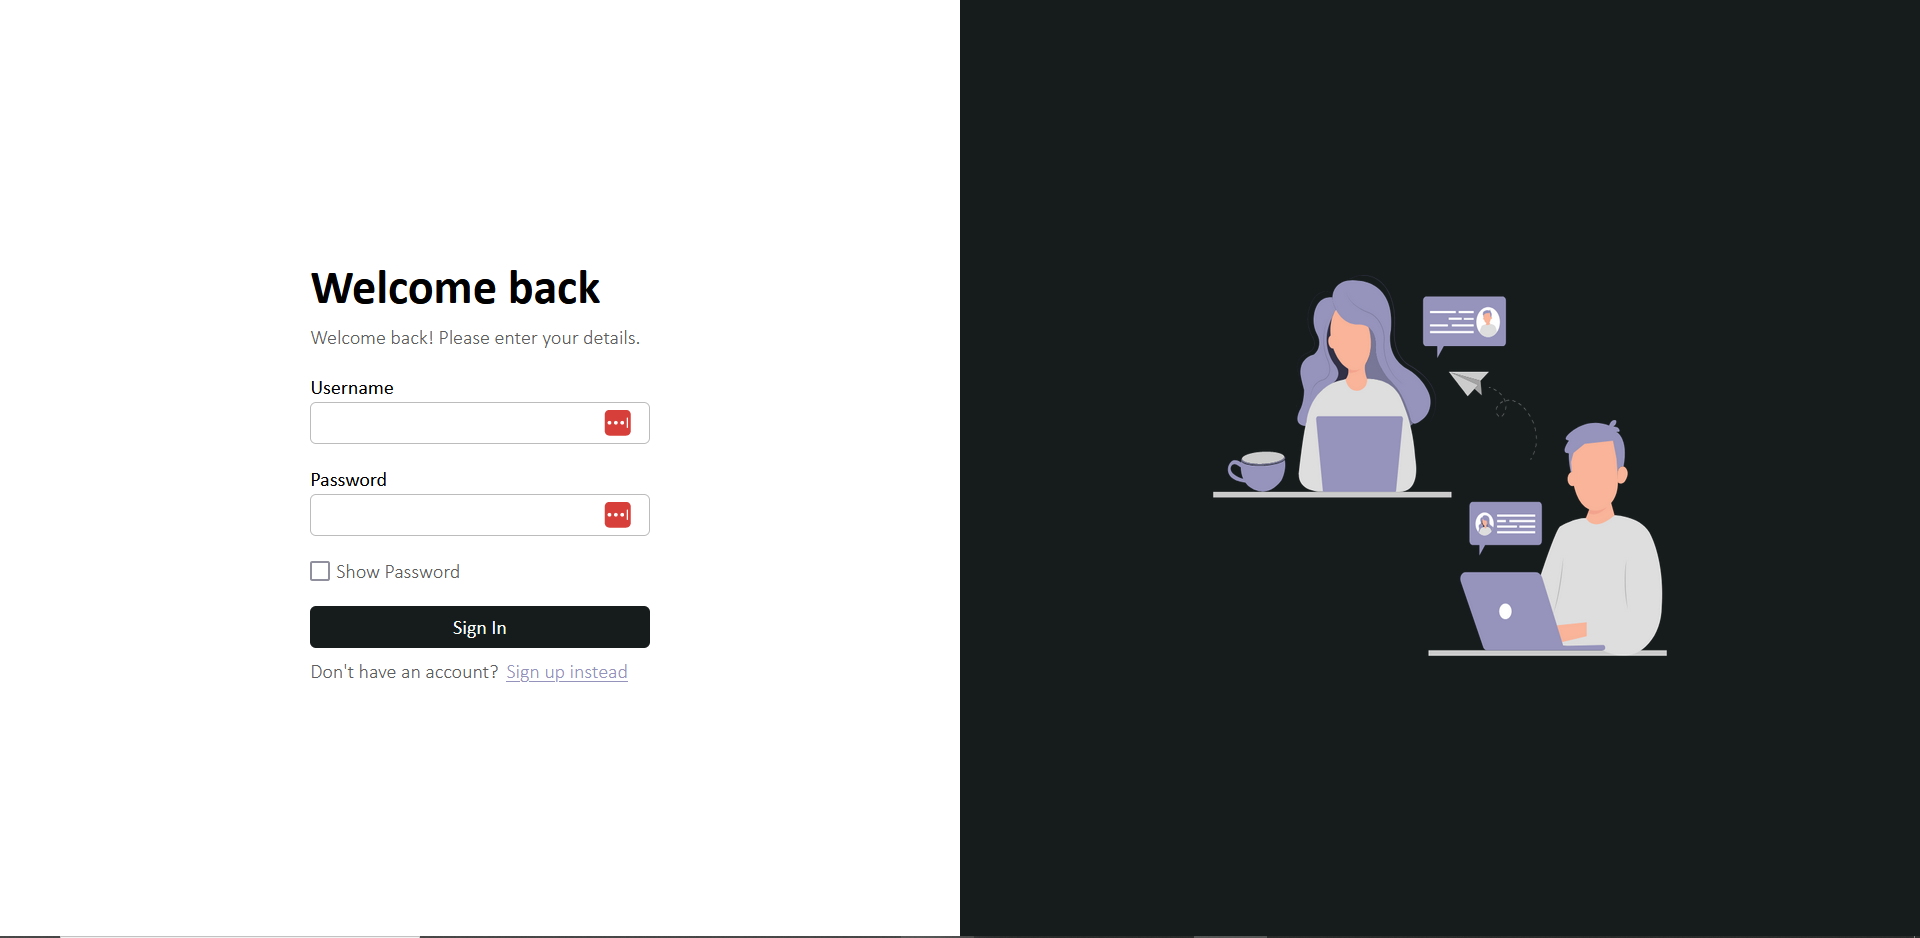 Welcome back
Welcome back! Please enter your details.
Username
Password
Show Password
Sign In
Don't have an account? Sign up instead